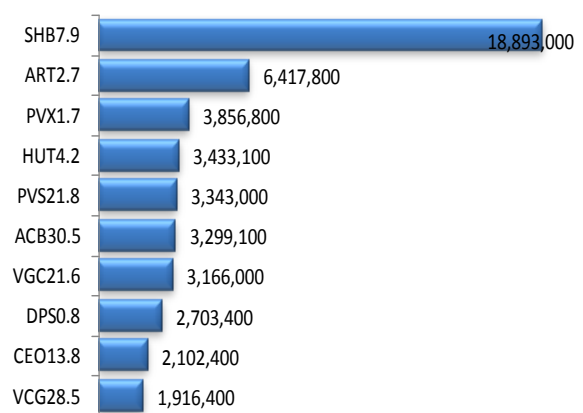 SHB7.9 18,893,000
ART2.7 6,417,800
PVX1.7 3,856,800
HUT4.2 3,433,100
PVS21.8 3,343,000
ACB30.5 3,299,100
VGC21.6 3,166,000
DPS0.8 2,703,400
CEO13.8 2,102,400
VCG28.5 1,916,400